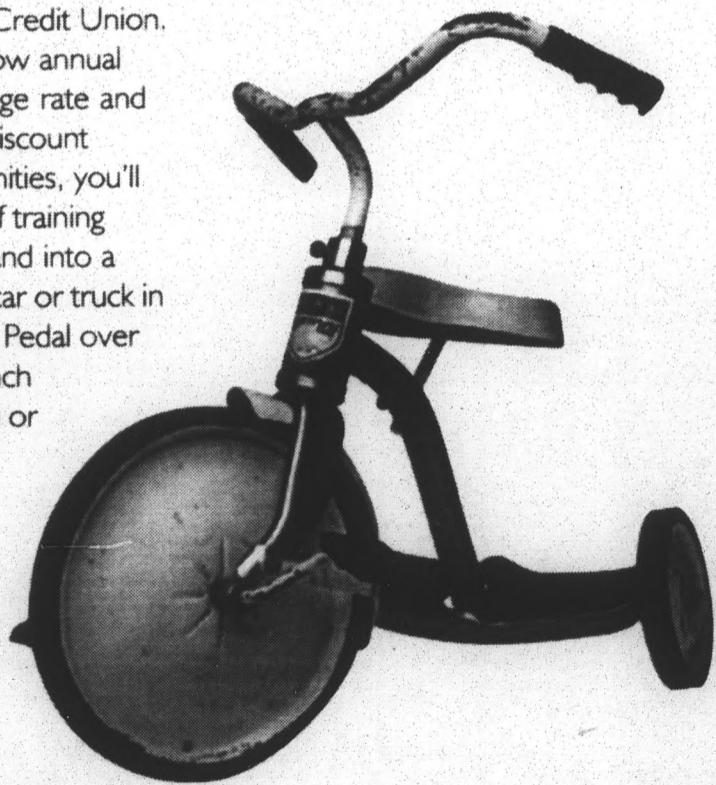 Credit Union.
ow annual
ge rate and
iscount
nities, you'll
f training
and into a
car or truck in
Pedal over
ch
or